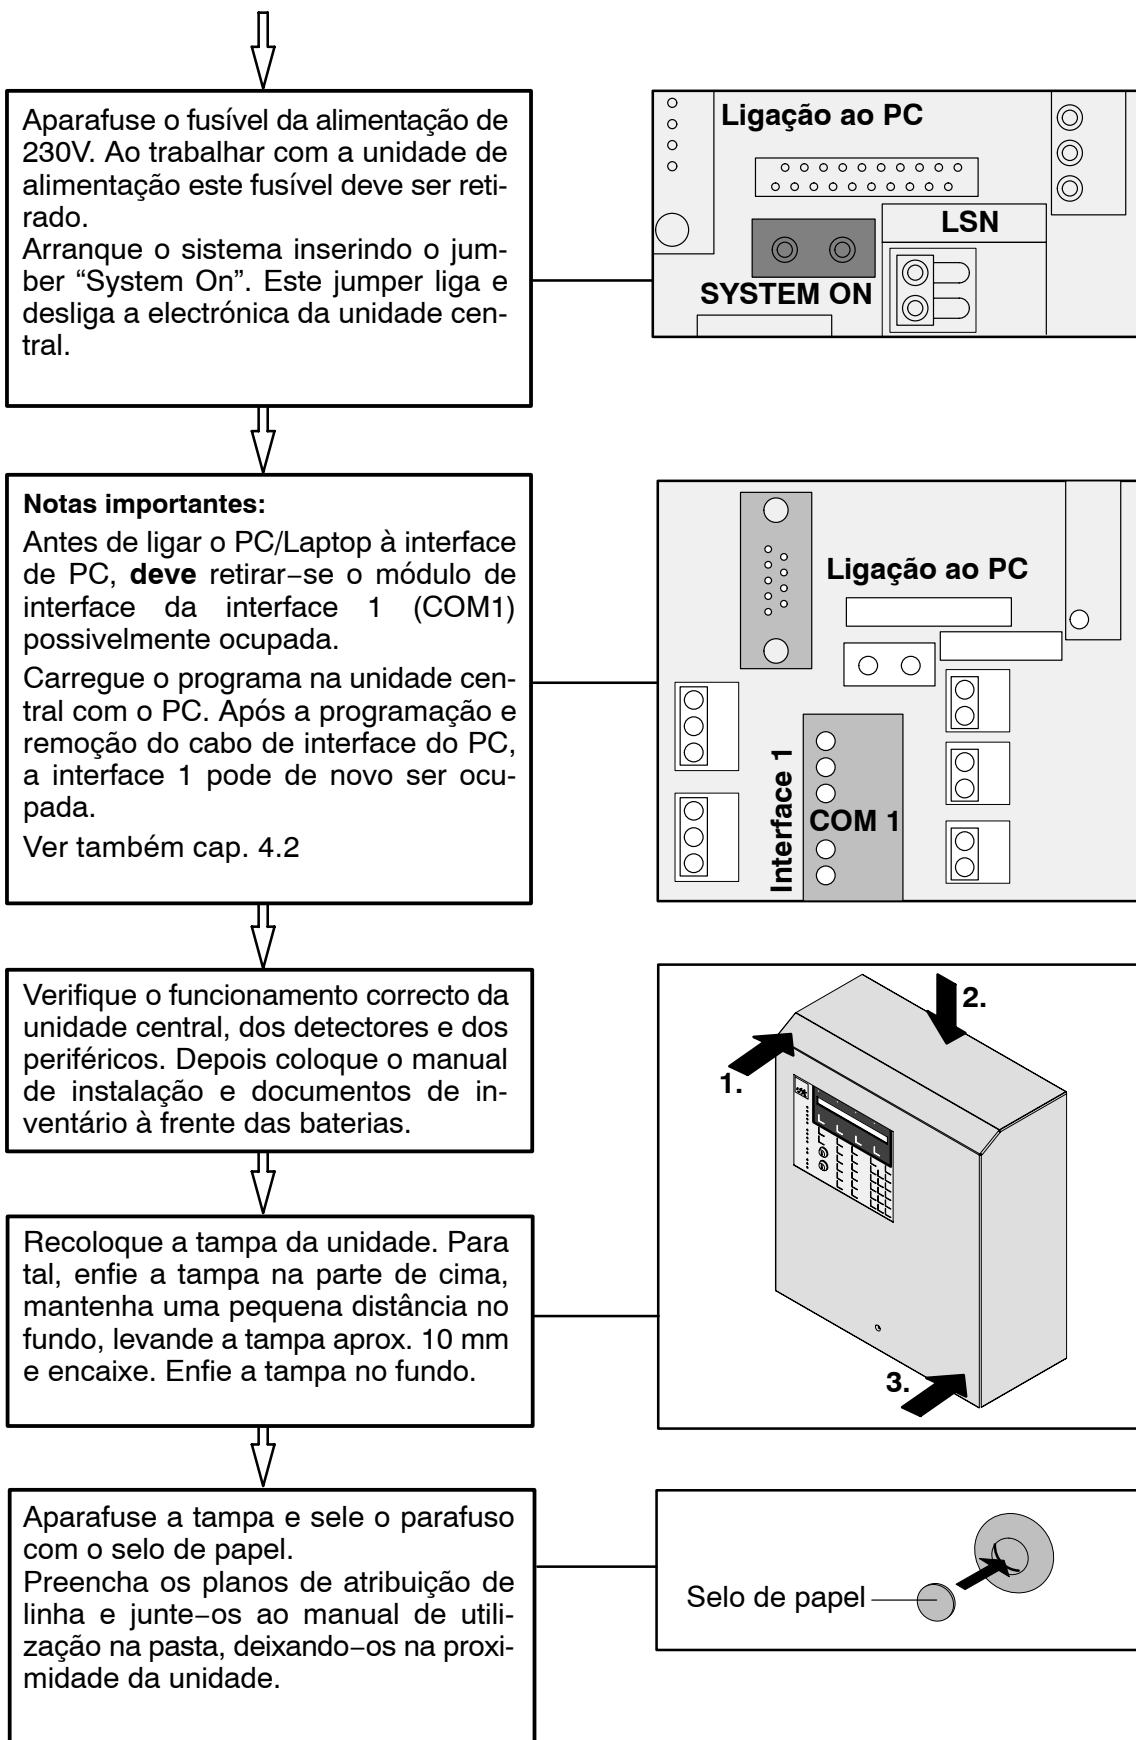 Aparafuse o fusível da alimentação de
230V. Ao trabalhar com a unidade de
alimentação este fusível deve ser reti-
rado.
Arranque o sistema inserindo o jum-
ber “System On”. Este jumper liga e
desliga a electrónica da unidade cen-
tral.
Ligação ao PC
LSN
SYSTEM ON
Notas importantes:
Antes de ligar o PC/Laptop à interface
de PC, deve retirar–se o módulo de
interface da interface 1 (COM1)
possivelmente ocupada.
Carregue o programa na unidade cen-
tral com o PC. Após a programação e
remoção do cabo de interface do PC,
a interface 1 pode de novo ser ocu-
pada.
Ver também cap. 4.2
Ligação ao PC
Interface 1
COM 1
Verifique o funcionamento correcto da
unidade central, dos detectores e dos
periféricos. Depois coloque o manual
de instalação e documentos de in-
ventário à frente das baterias.
2.
1.
3.
Recoloque a tampa da unidade. Para
tal, enfie a tampa na parte de cima,
mantenha uma pequena distância no
fundo, levande a tampa aprox. 10 mm
e encaixe. Enfie a tampa no fundo.
Aparafuse a tampa e sele o parafuso
com o selo de papel.
Preencha os planos de atribuição de
linha e junte–os ao manual de utili-
zação na pasta, deixando–os na proxi-
midade da unidade.
Selo de papel